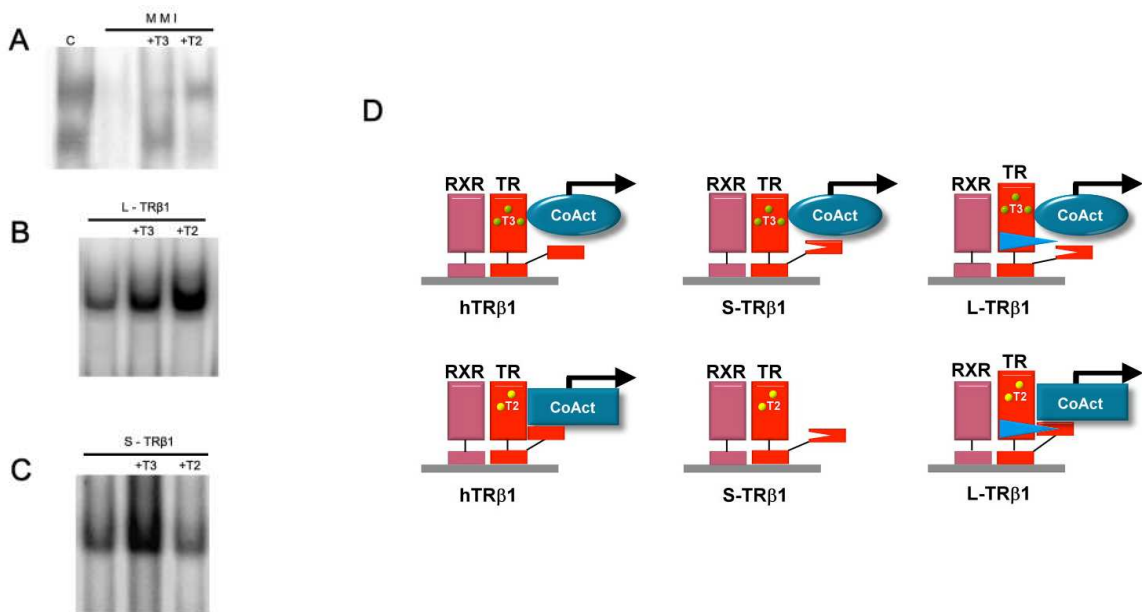 A
M M I
C +T3 +T2
B
L - TRβ1
+T3 +T2
C
S - TRβ1
+T3 +T2
D
RXR TR
T3
CoAct
hTRβ1
RXR TR
T3
CoAct
S-TRβ1
RXR TR
T3
CoAct
L-TRβ1
RXR TR
T2
CoAct
hTRβ1
RXR TR
T2
S-TRβ1
RXR TR
T2
CoAct
L-TRβ1